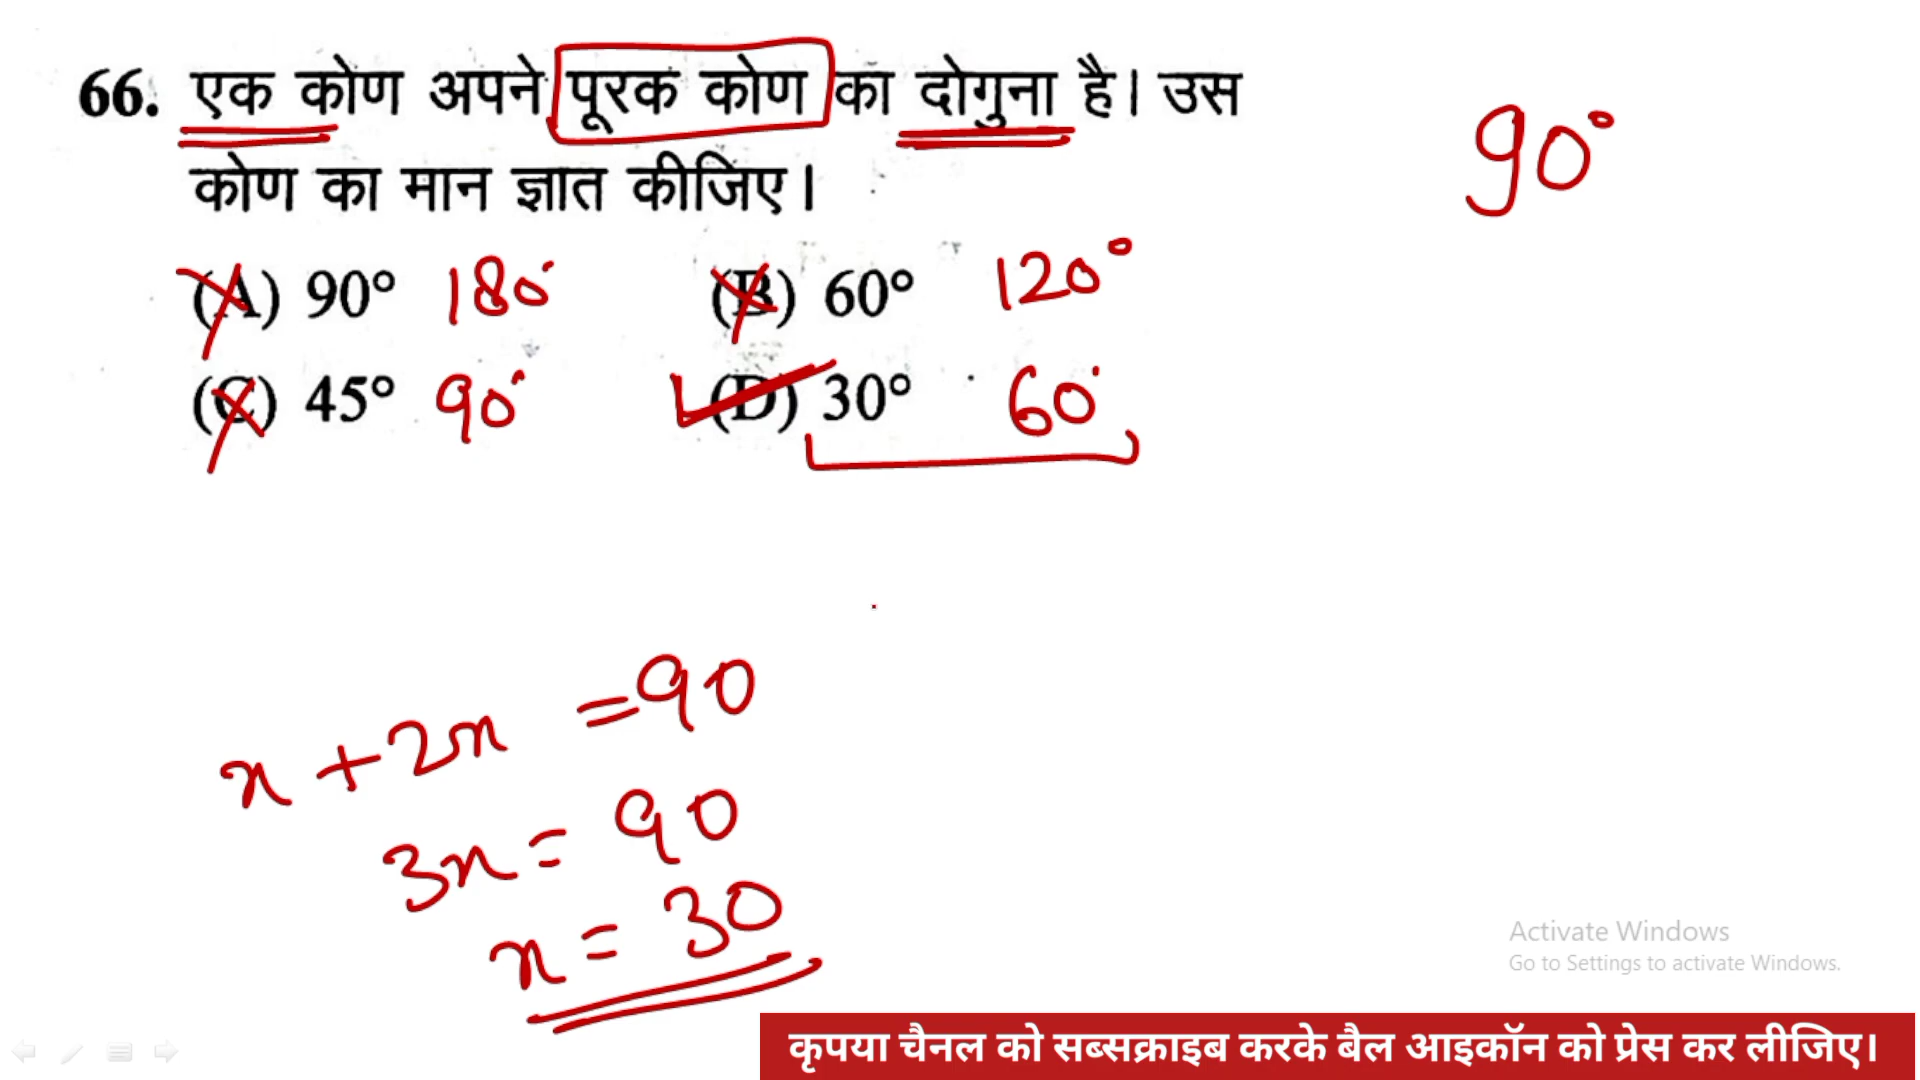 66. एक कोण अपने पूरक कोण का दोगुना है। उस
कोण का मान ज्ञात कीजिए।
90°
(A) 90° 180° (B) 60° 120°
(C) 45° 90° (D) 30° 60°
x + 2x = 90
3x = 90
x = 30
Activate Windows
Go to Settings to activate Windows.
कृपया चैनल को सब्सक्राइब करके बैल आइकॉन को प्रेस कर लीजिए।